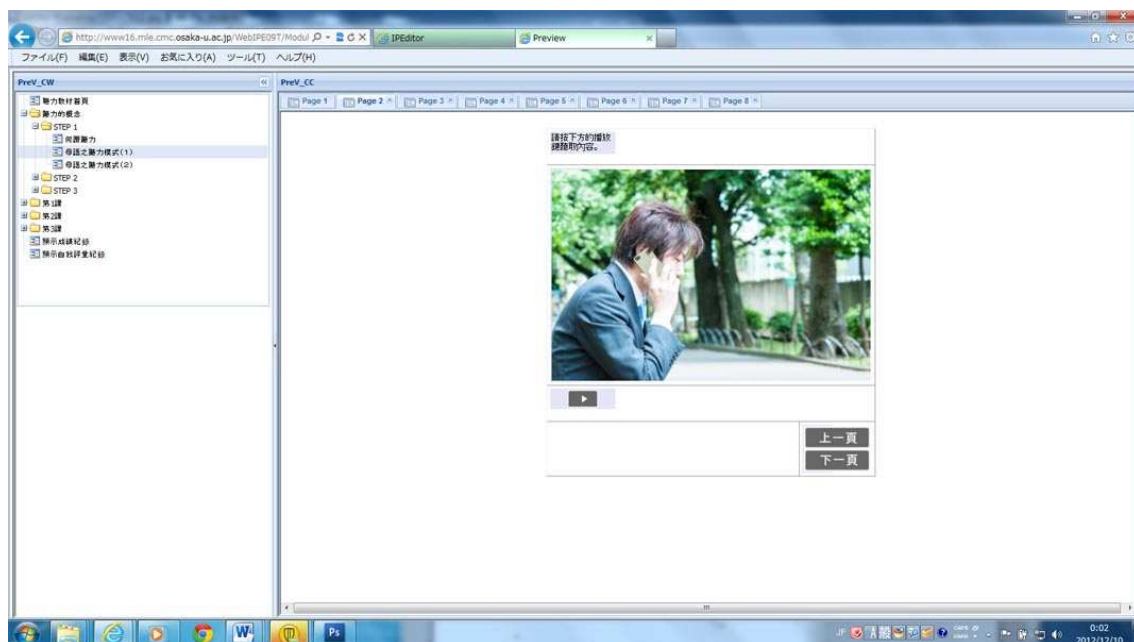 http://www16.mle.cmc.osaka-u.ac.jp/WebIPE09T/Modul
IPEditor
Preview
ファイル(F) 編集(E) 表示(V) お気に入り(A) ツール(T) ヘルプ(H)
PreV_CW
聽力教材首頁
聽力的概念
STEP 1
何謂聽力
母語之聽力模式(1)
母語之聽力模式(2)
STEP 2
STEP 3
第1課
第2課
第3課
顯示成績紀錄
顯示自我評量紀錄
PreV_CC
Page 1 Page 2 Page 3 Page 4 Page 5 Page 6 Page 7 Page 8
請按下方的播放
鍵聽取內容。
上一頁
下一頁
W
Ps
JP
CAPS
KANA
0:02
2012/12/10